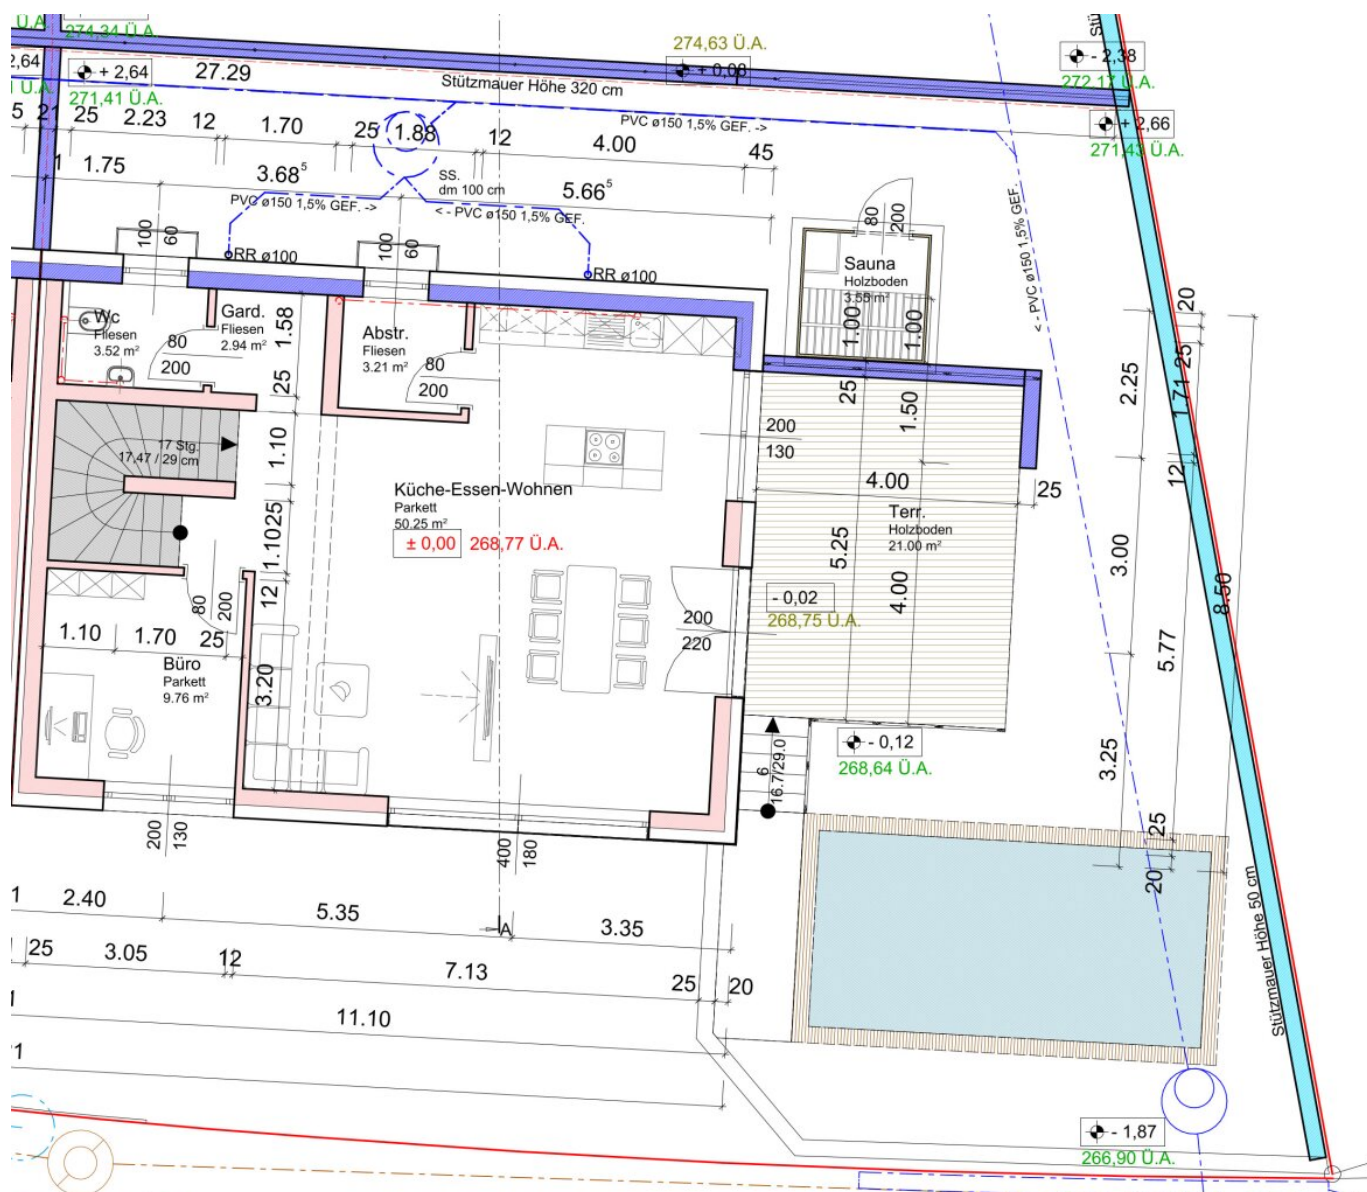 Ü.A
274,34 Ü.A.
2,64
+ 2,64
27.29
271,41 Ü.A.
Stützmauer Höhe 320 cm
274,63 Ü.A.
- 2,38
272,17 Ü.A.
+ 2,66
271,43 Ü.A.
5
21
25
2.23
12
1.70
25
1.88
12
4.00
45
PVC ø150 1,5% GEF. ->
1
1.75
3.68⁵
SS.
dm 100 cm
5.66⁵
PVC ø150 1,5% GEF. ->
<- PVC ø150 1,5% GEF.
<- PVC ø150 1,5% GEF.
100
60
RR ø100
100
60
RR ø100
80
200
Sauna
Holzboden
3.55 m²
1.00
1.00
Wc
Fliesen
3.52 m²
Gard.
Fliesen
2.94 m²
80
200
1.58
25
Abstr.
Fliesen
3.21 m²
80
200
17 Stg.
17,47 / 29 cm
1.10
25
1.10
12
Küche-Essen-Wohnen
Parkett
50.25 m²
± 0,00
268,77 Ü.A.
200
130
25
1.50
4.00
25
Terr.
Holzboden
21.00 m²
5.25
4.00
- 0,02
268,75 Ü.A.
200
220
20
25
2.25
1.71
12
3.00
8.50
5.77
3.25
25
20
80
200
1.10
1.70
25
Büro
Parkett
9.76 m²
3.20
- 0,12
268,64 Ü.A.
6
16.7/29.0
200
130
400
180
1
2.40
5.35
A
3.35
25
3.05
12
7.13
25
20
1
11.10
21
Stützmauer Höhe 50 cm
- 1,87
266,90 Ü.A.